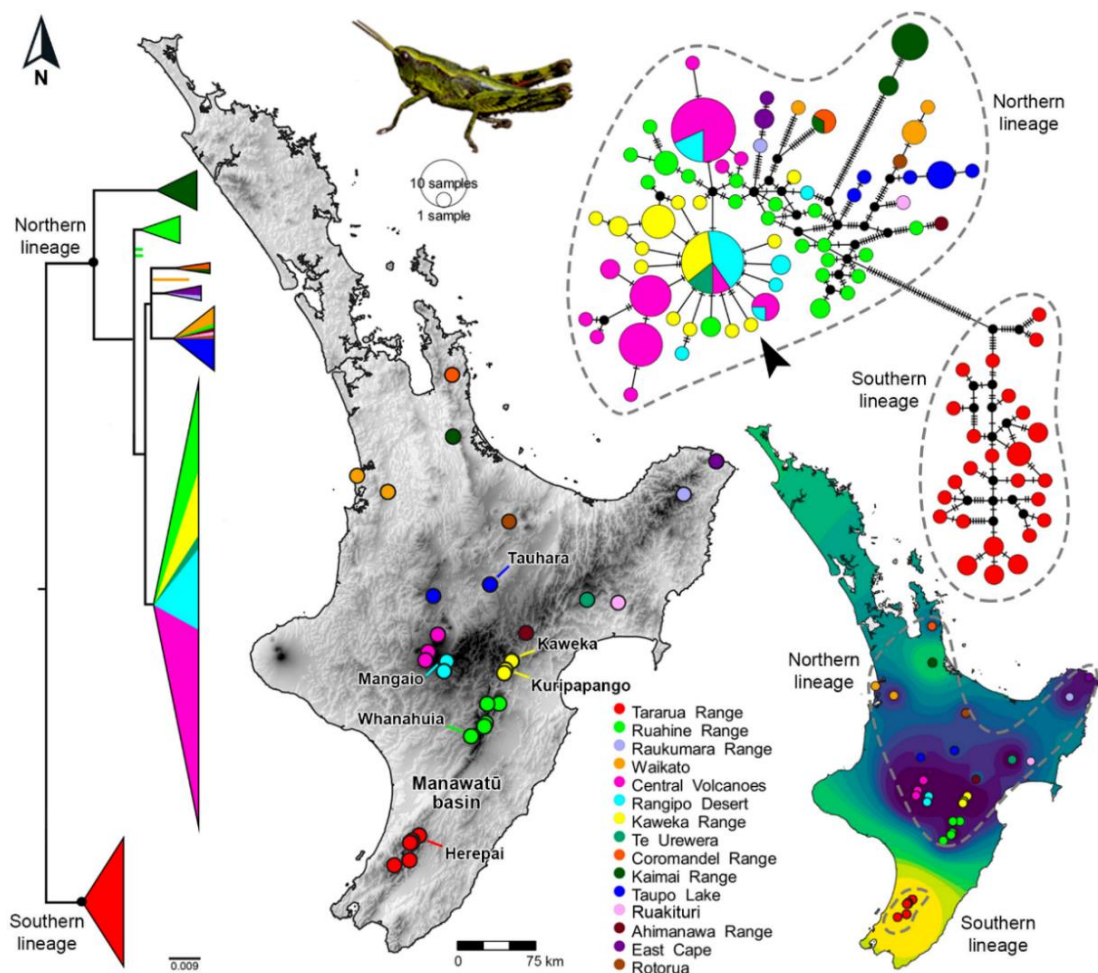 N
10 samples
1 sample
Northern
lineage
Northern
lineage
Southern
lineage
Tauhara
Kaweka
Mangaio
Kuripapango
Whanahuia
Manawatū
basin
Herepai
Tararua Range
Ruahine Range
Raukumara Range
Waikato
Central Volcanoes
Rangipo Desert
Kaweka Range
Te Urewera
Coromandel Range
Kaimai Range
Taupo Lake
Ruakituri
Ahimanawa Range
East Cape
Rotorua
Northern
lineage
Southern
lineage
Southern
lineage
0.009
0
75 km